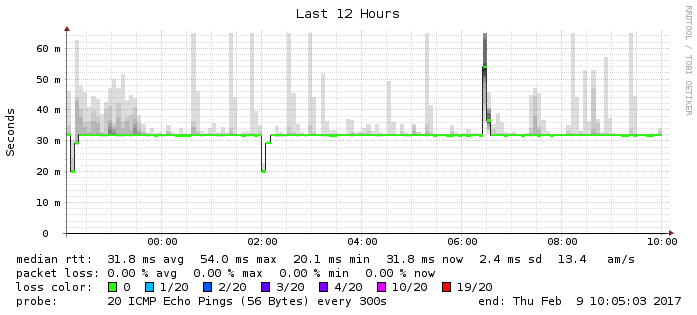 Last 12 Hours
RRDTOOL / TOBI OETIKER
Seconds
60 m
50 m
40 m
30 m
20 m
10 m
0
00:00 02:00 04:00 06:00 08:00 10:00
median rtt: 31.8 ms avg 54.0 ms max 20.1 ms min 31.8 ms now 2.4 ms sd 13.4 am/s
packet loss: 0.00 % avg 0.00 % max 0.00 % min 0.00 % now
loss color: 0 1/20 2/20 3/20 4/20 10/20 19/20
probe: 20 ICMP Echo Pings (56 Bytes) every 300s end: Thu Feb 9 10:05:03 2017